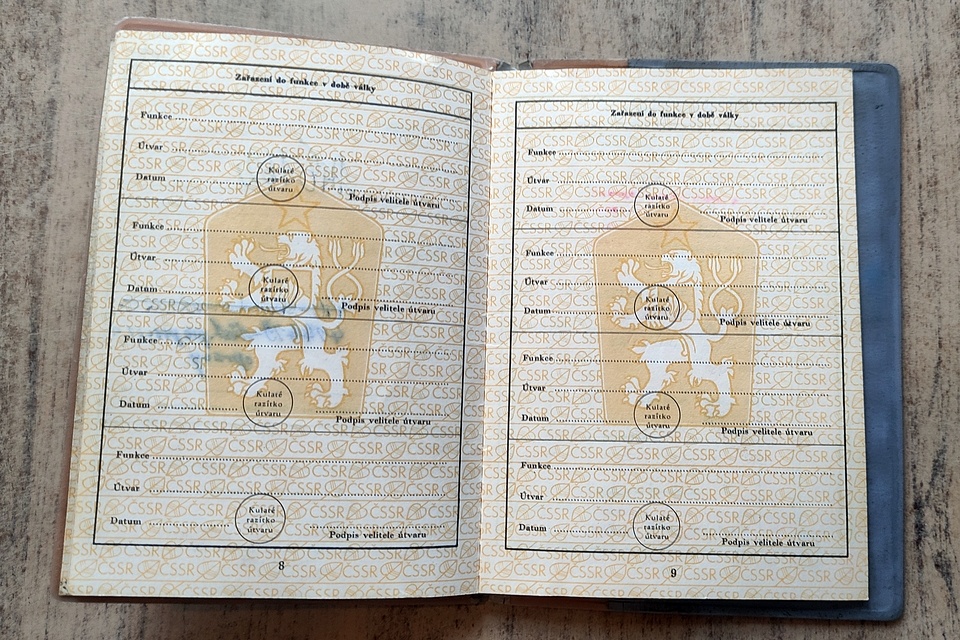 Zařazení do funkce v době války
Funkce
Útvar
Datum
Kulaté
razítko
útvaru
Podpis velitele útvaru
Funkce
Útvar
Datum
Kulaté
razítko
útvaru
Podpis velitele útvaru
Funkce
Útvar
Datum
Kulaté
razítko
útvaru
Podpis velitele útvaru
Funkce
Útvar
Datum
Kulaté
razítko
útvaru
Podpis velitele útvaru
8
Zařazení do funkce v době války
Funkce
Útvar
Datum
Kulaté
razítko
útvaru
Podpis velitele útvaru
Funkce
Útvar
Datum
Kulaté
razítko
útvaru
Podpis velitele útvaru
Funkce
Útvar
Datum
Kulaté
razítko
útvaru
Podpis velitele útvaru
Funkce
Útvar
Datum
Kulaté
razítko
útvaru
Podpis velitele útvaru
9